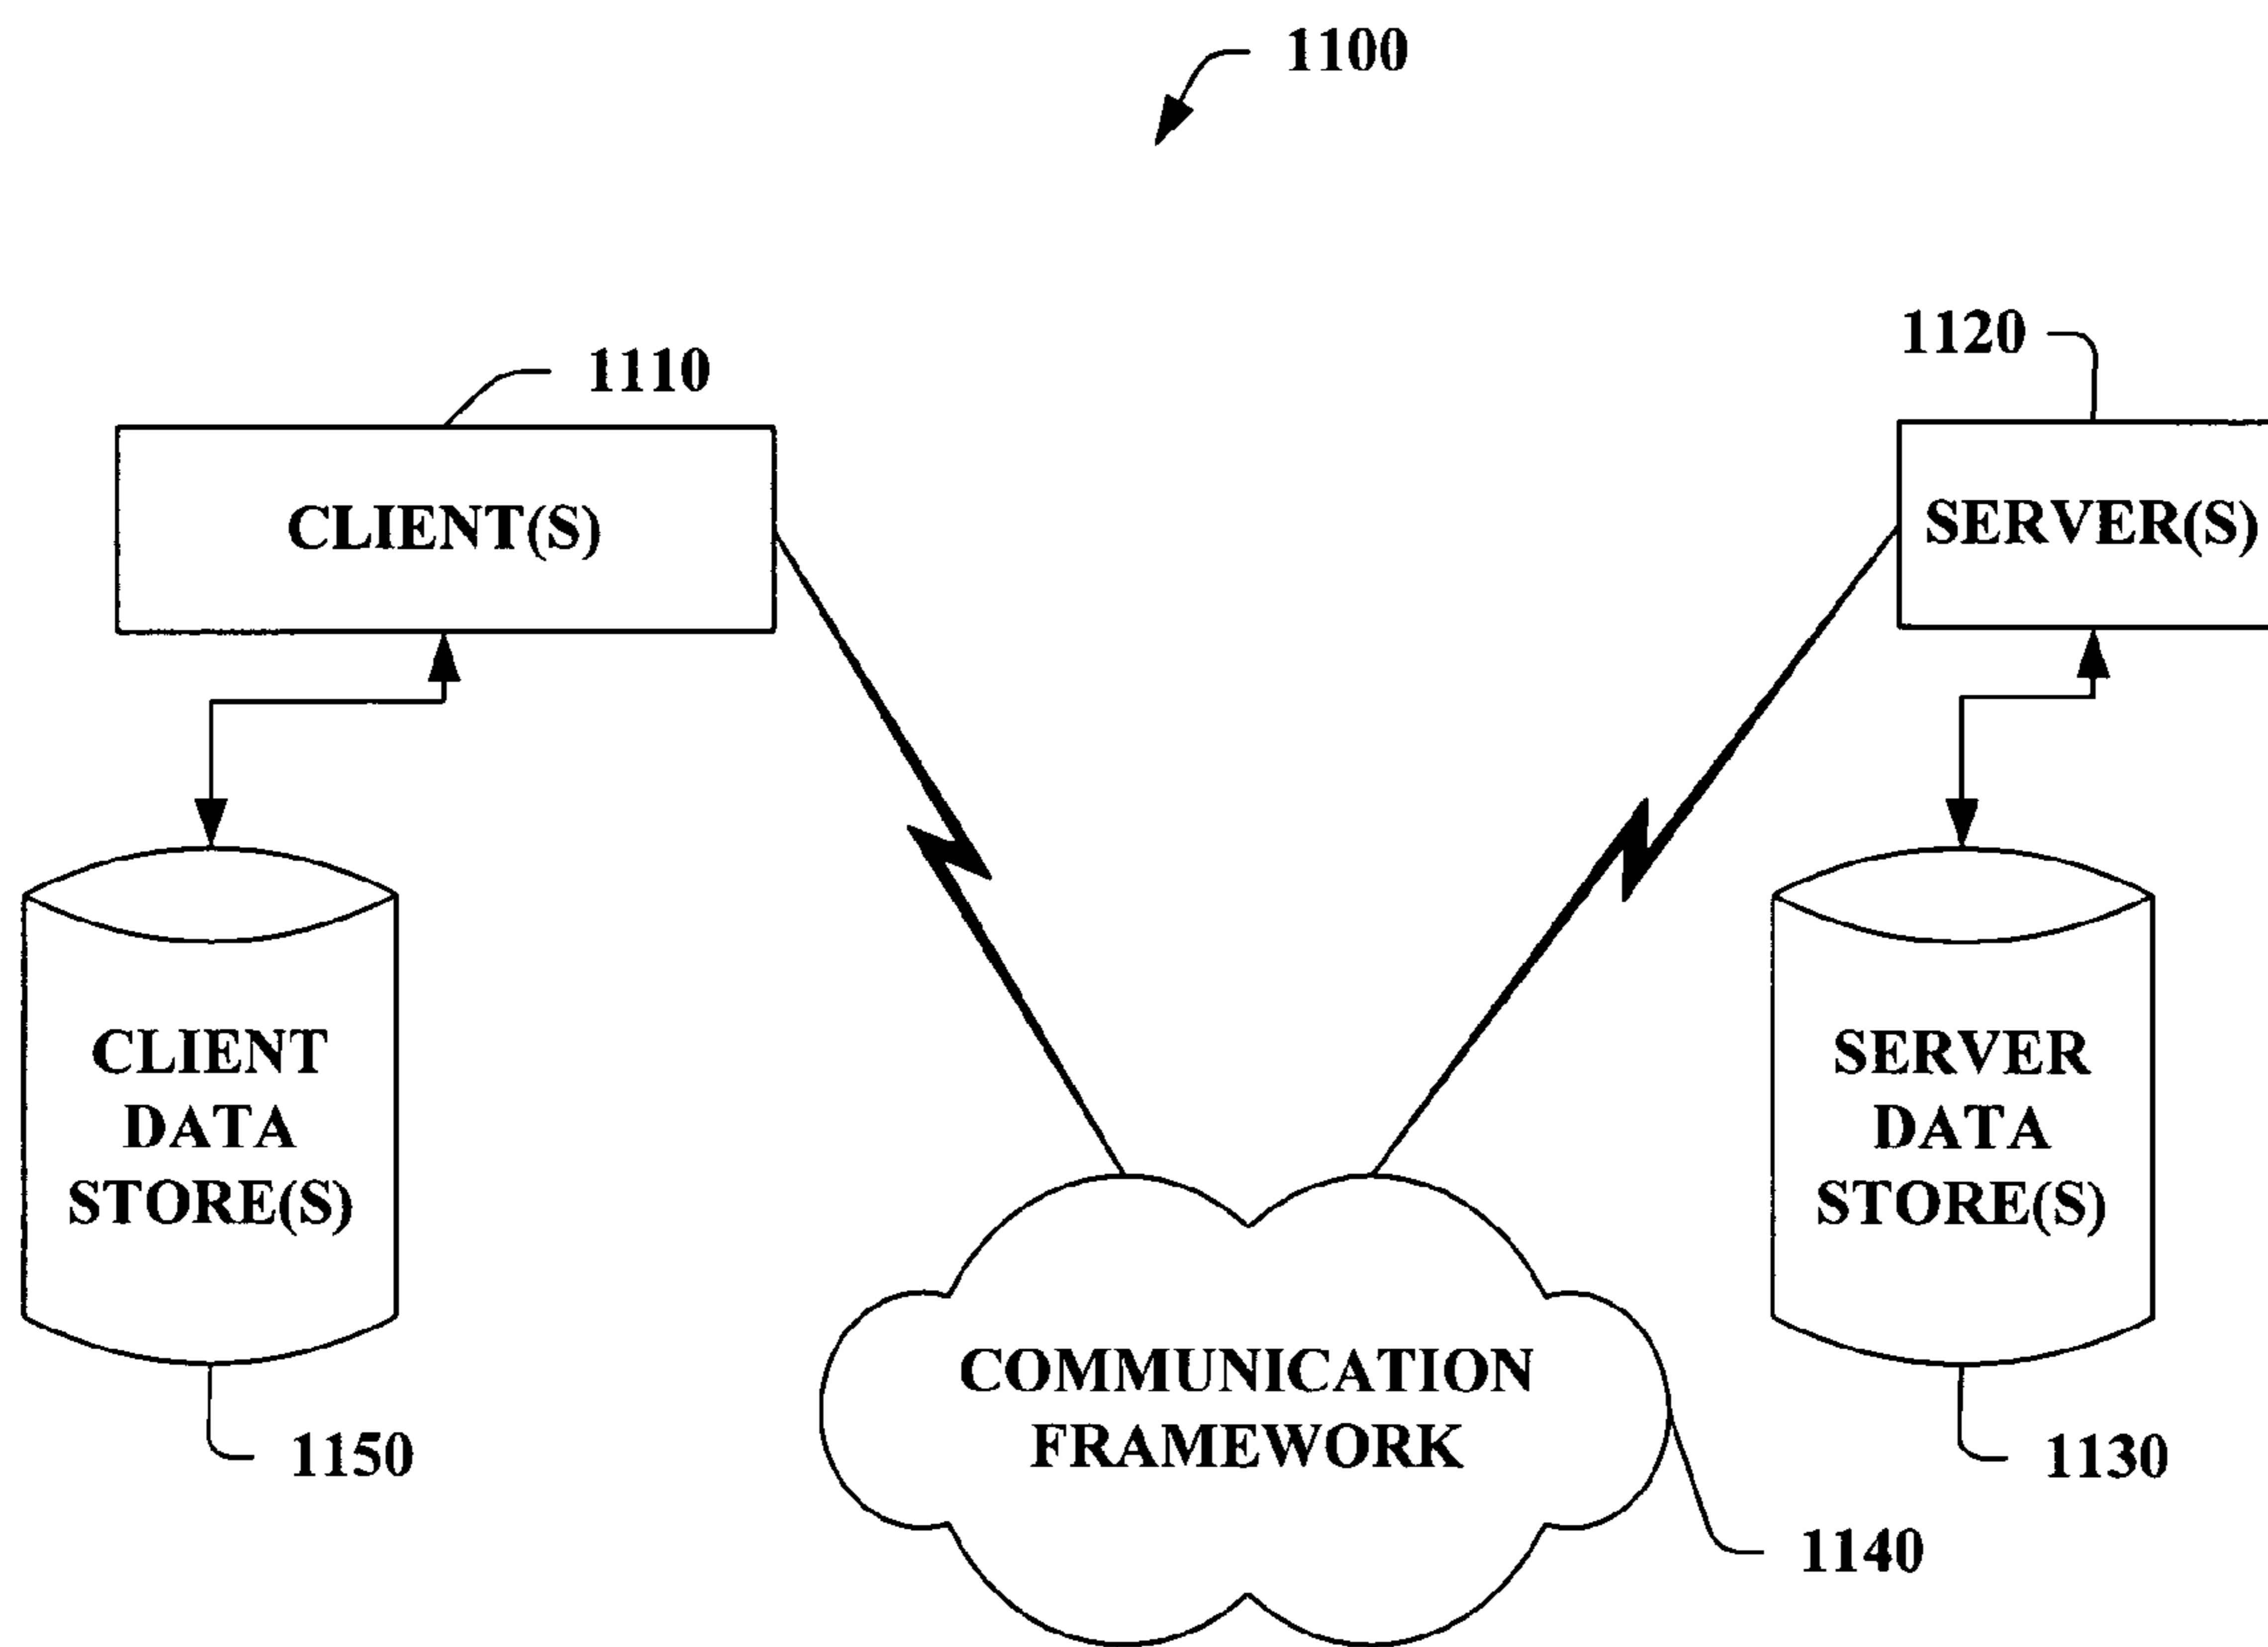 1100
1110
1120
CLIENT(S)
SERVER(S)
CLIENT
DATA
STORE(S)
SERVER
DATA
STORE(S)
COMMUNICATION
FRAMEWORK
1150
1130
1140